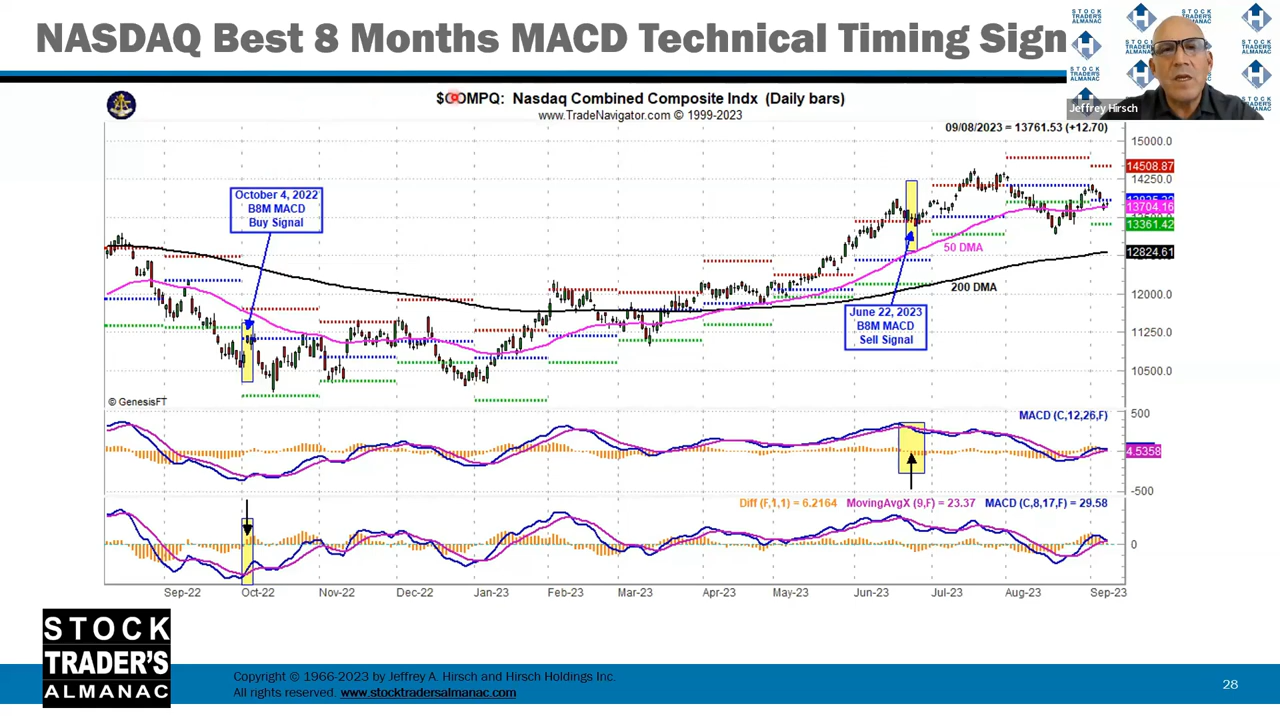 NASDAQ Best 8 Months MACD Technical Timing Sign
STOCK
TRADER'S
ALMANAC
Jeffrey Hirsch
$COMPQ: Nasdaq Combined Composite Indx (Daily bars)
www.TradeNavigator.com © 1999-2023
09/08/2023 = 13761.53 (+12.70)
15000.0
14508.87
14250.0
13704.16
13361.42
12824.61
12000.0
11250.0
10500.0
October 4, 2022
B8M MACD
Buy Signal
50 DMA
200 DMA
June 22, 2023
B8M MACD
Sell Signal
© GenesisFT
MACD (C,12,26,F)
500
4.5358
-500
Diff (F,1,1) = 6.2164 MovingAvgX (9,F) = 23.37 MACD (C,8,17,F) = 29.58
0
Sep-22 Oct-22 Nov-22 Dec-22 Jan-23 Feb-23 Mar-23 Apr-23 May-23 Jun-23 Jul-23 Aug-23 Sep-23
STOCK
TRADER'S
ALMANAC
Copyright © 1966-2023 by Jeffrey A. Hirsch and Hirsch Holdings Inc.
All rights reserved. www.stocktradersalmanac.com
28